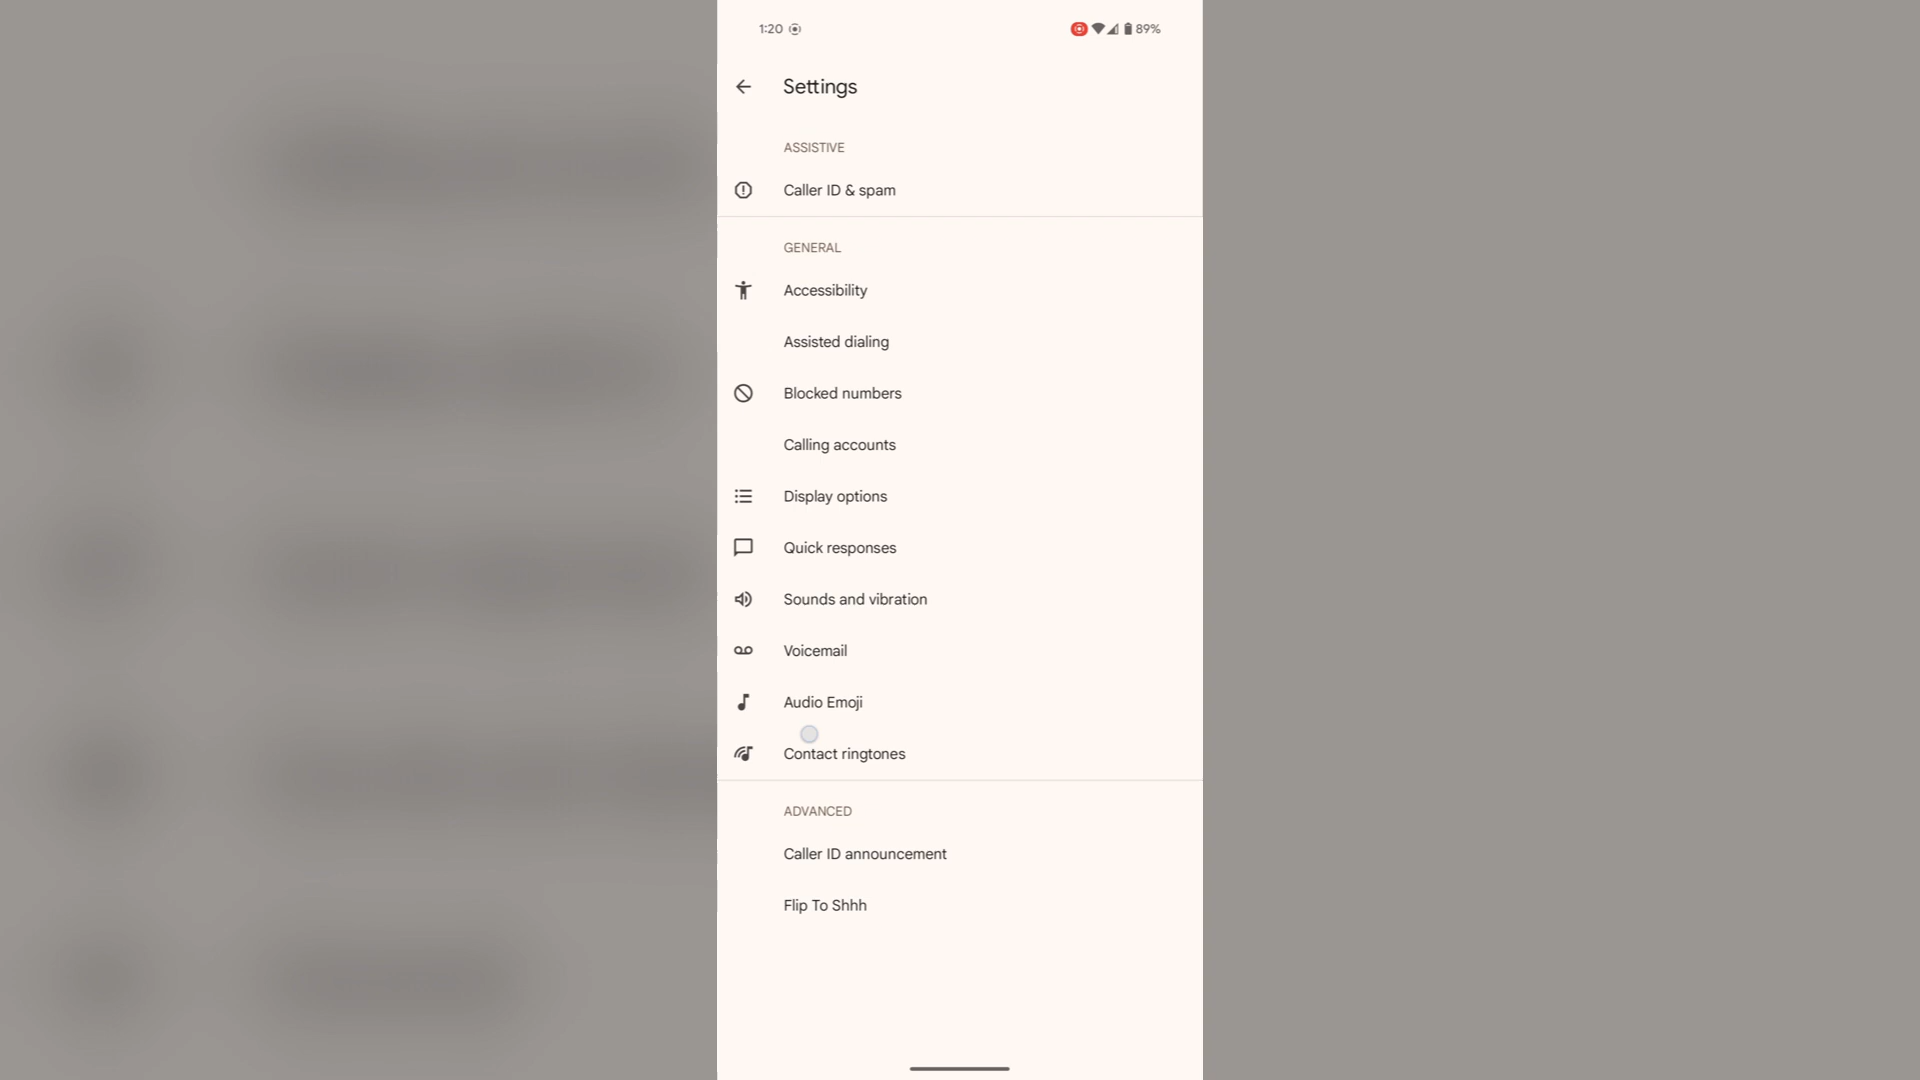 1:20
89%
Settings
ASSISTIVE
Caller ID & spam
GENERAL
Accessibility
Assisted dialing
Blocked numbers
Calling accounts
Display options
Quick responses
Sounds and vibration
Voicemail
Audio Emoji
Contact ringtones
ADVANCED
Caller ID announcement
Flip To Shhh